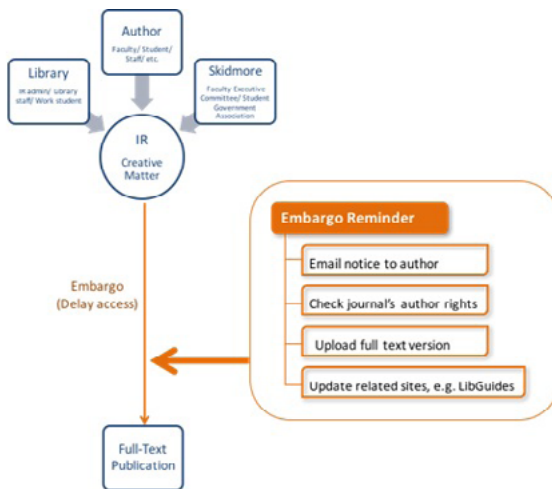 Author
Faculty/ Student/
Staff/ etc.
Library
IR admin/ Library
staff/ Work student
Skidmore
Faculty Executive
Committee/ Student
Government
Association
IR
Creative
Matter
Embargo
(Delay access)
Embargo Reminder
Email notice to author
Check journal's author rights
Upload full text version
Update related sites, e.g. LibGuides
Full-Text
Publication